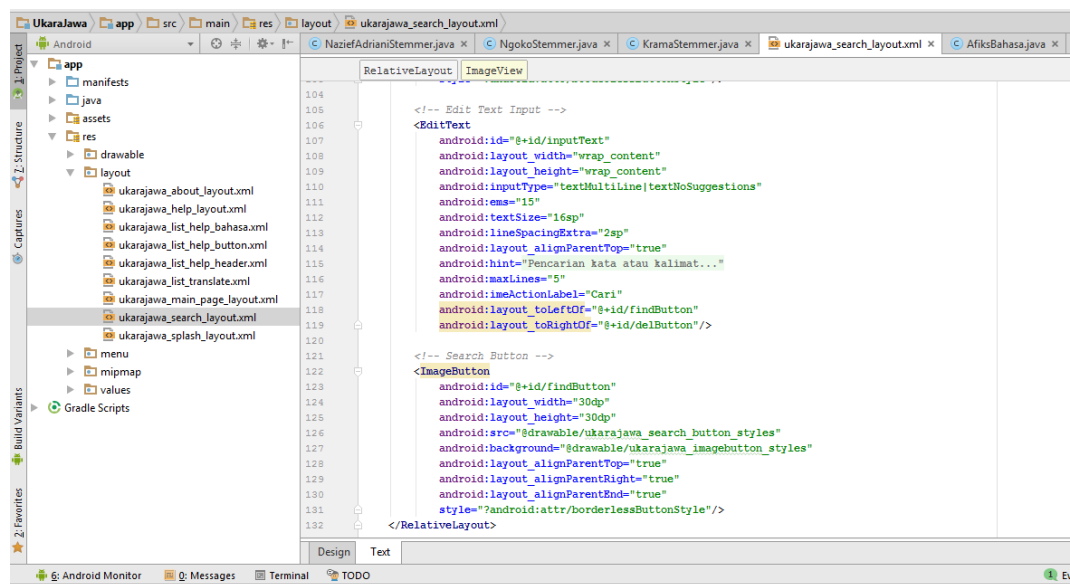 UkaraJawa app src main res layout ukarajawa_search_layout.xml
Android
NaziefAdrianiStemmer.java × NgokoStemmer.java × KramaStemmer.java × ukarajawa_search_layout.xml × AfiksBahasa.java ×
1: Project
Z: Structure
Captures
Build Variants
2: Favorites
app
manifests
java
assets
res
drawable
layout
ukarajawa_about_layout.xml
ukarajawa_help_layout.xml
ukarajawa_list_help_bahasa.xml
ukarajawa_list_help_button.xml
ukarajawa_list_help_header.xml
ukarajawa_list_translate.xml
ukarajawa_main_page_layout.xml
ukarajawa_search_layout.xml
ukarajawa_splash_layout.xml
menu
mipmap
values
Gradle Scripts
RelativeLayout ImageView
104
105 <!-- Edit Text Input -->
106 <EditText
107 android:id="@+id/inputText"
108 android:layout_width="wrap_content"
109 android:layout_height="wrap_content"
110 android:inputType="textMultiLine|textNoSuggestions"
111 android:ems="15"
112 android:textSize="16sp"
113 android:lineSpacingExtra="2sp"
114 android:layout_alignParentTop="true"
115 android:hint="Pencarian kata atau kalimat..."
116 android:maxLines="5"
117 android:imeActionLabel="Cari"
118 android:layout_toLeftOf="@+id/findButton"
119 android:layout_toRightOf="@+id/delButton"/>
120
121 <!-- Search Button -->
122 <ImageButton
123 android:id="@+id/findButton"
124 android:layout_width="30dp"
125 android:layout_height="30dp"
126 android:src="@drawable/ukarajawa_search_button_styles"
127 android:background="@drawable/ukarajawa_imagebutton_styles"
128 android:layout_alignParentTop="true"
129 android:layout_alignParentRight="true"
130 android:layout_alignParentEnd="true"
131 style="?android:attr/borderlessButtonStyle"/>
132 </RelativeLayout>
Design Text
6: Android Monitor 0: Messages Terminal TODO 1